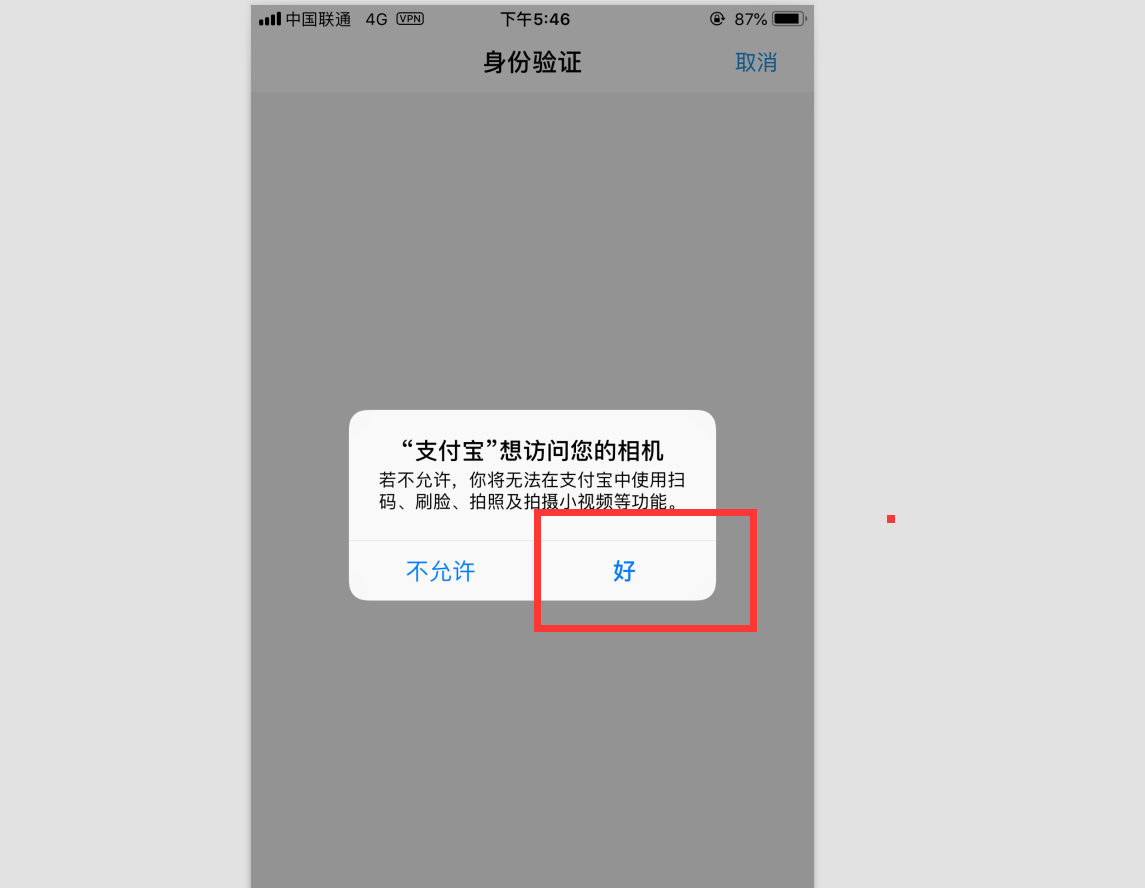 中国联通 4G VPN 下午5:46 87%
身份验证 取消
“支付宝”想访问您的相机
若不允许，你将无法在支付宝中使用扫
码、刷脸、拍照及拍摄小视频等功能。
不允许 好